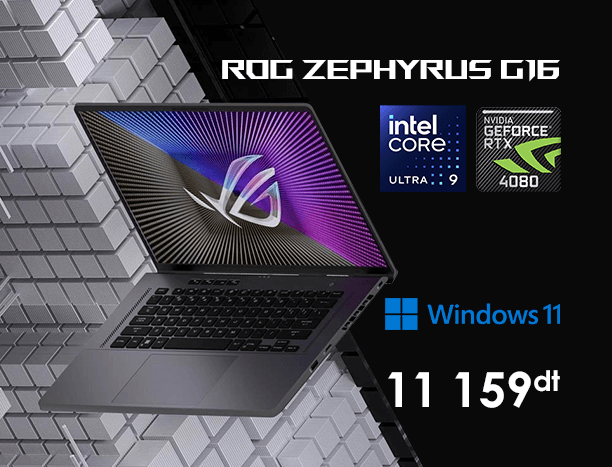 ROG ZEPHYRUS G16
intel
CORE
ULTRA 9
NVIDIA
GEFORCE
RTX
4080
Windows 11
11 159dt